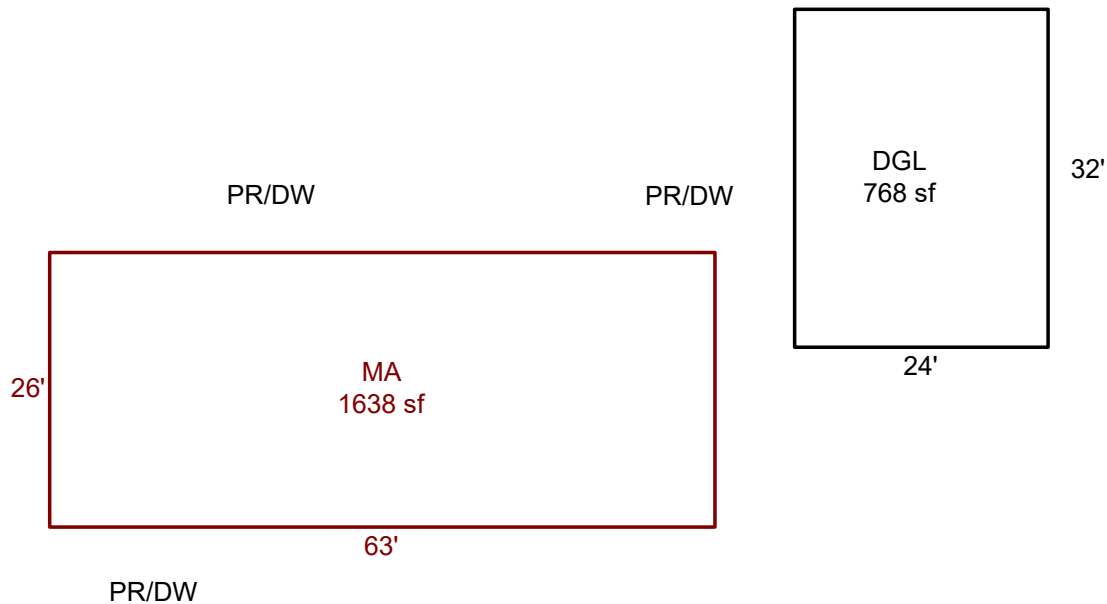 DGL
768 sf
32'
PR/DW
PR/DW
24'
MA
1638 sf
26'
63'
PR/DW